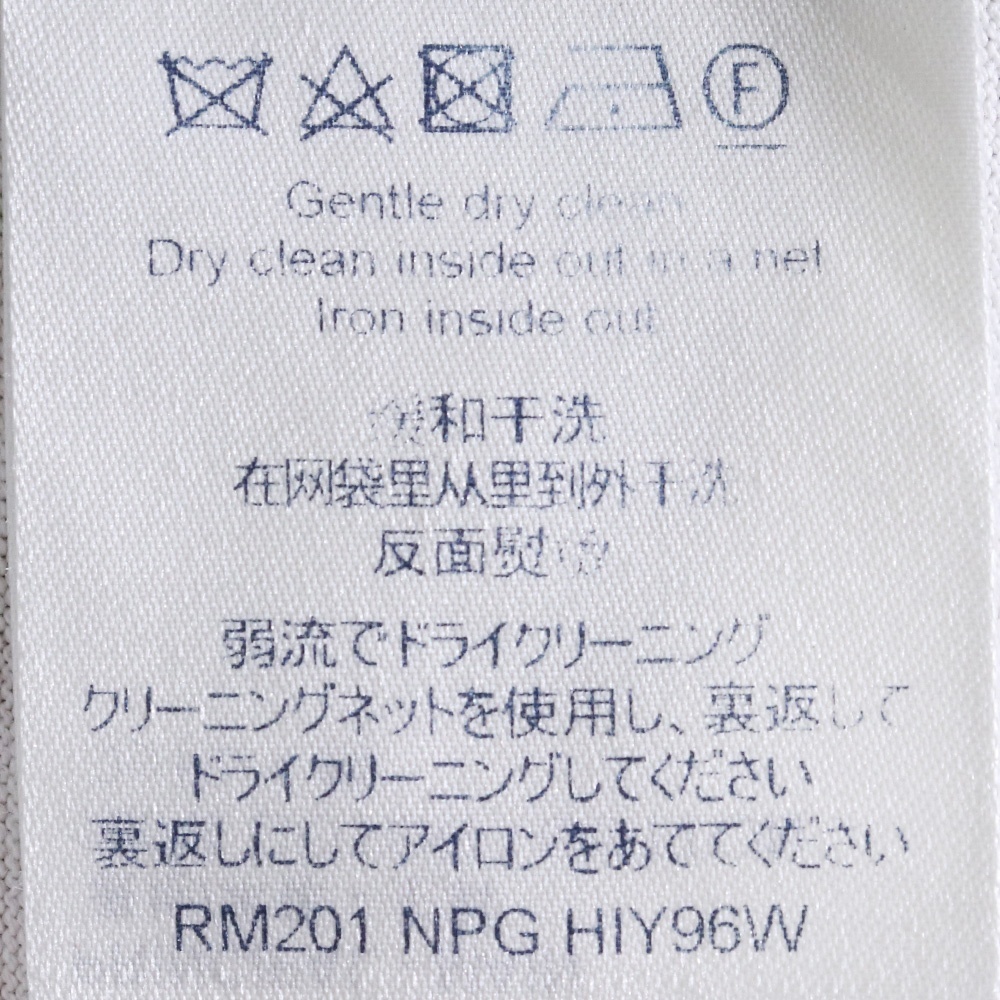 F
Gentle dry clean
Dry clean inside out in a net
Iron inside out
缓和干洗
在网袋里从里到外干洗
反面熨烫
弱流でドライクリーニング
クリーニングネットを使用し、裏返して
ドライクリーニングしてください
裏返しにしてアイロンをあててください
RM201 NPG HIY96W